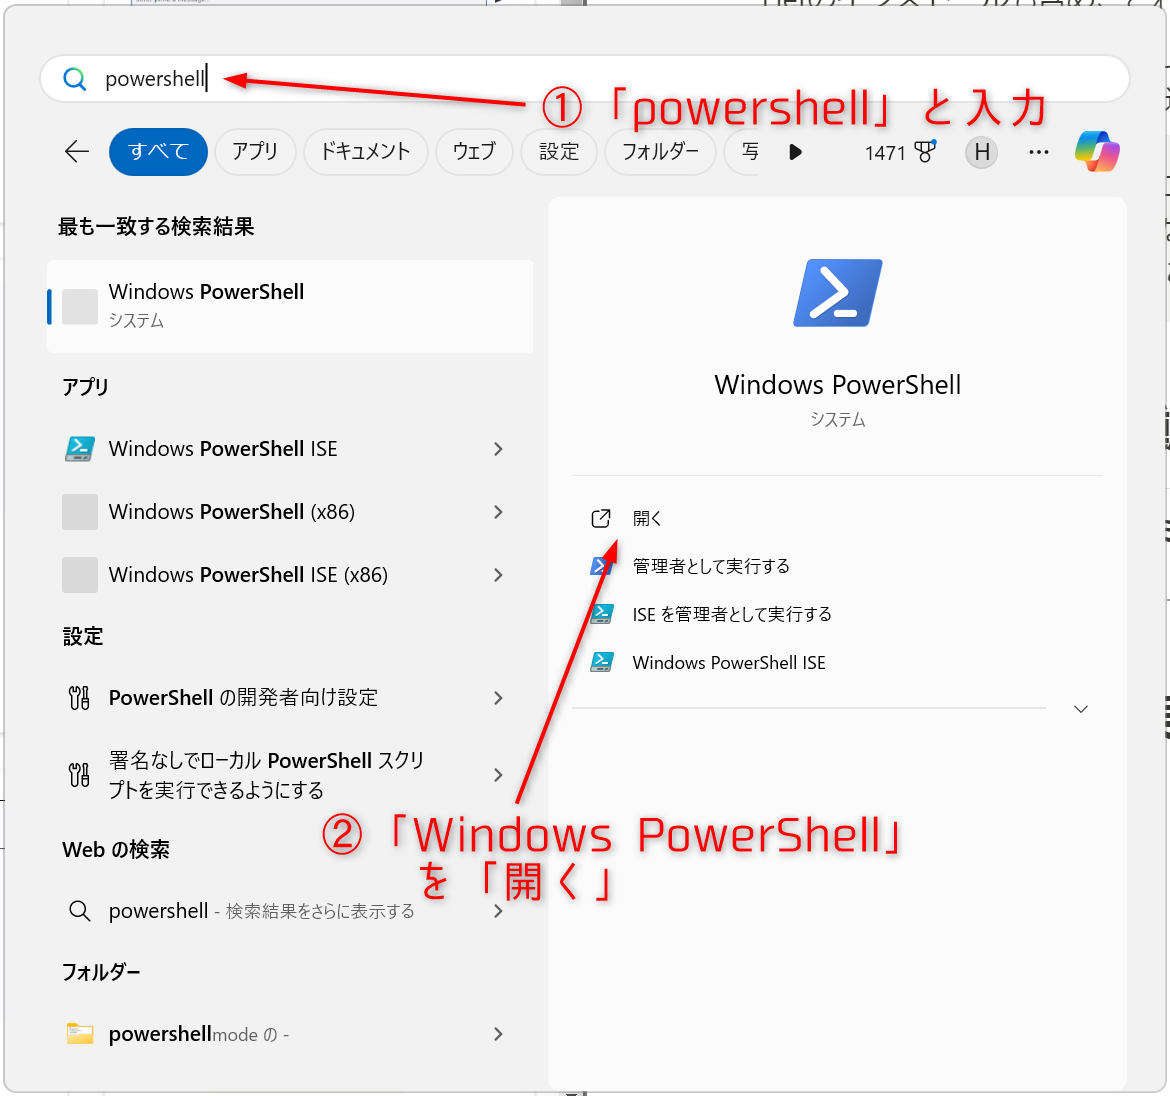 powershell
①「powershell」と入力
すべて アプリ ドキュメント ウェブ 設定 フォルダー 写 1471 H
最も一致する検索結果
Windows PowerShell
システム
アプリ
Windows PowerShell ISE
Windows PowerShell (x86)
Windows PowerShell ISE (x86)
設定
PowerShell の開発者向け設定
署名なしでローカル PowerShell スクリ
プトを実行できるようにする
Web の検索
powershell - 検索結果をさらに表示する
フォルダー
powershellmode の -
Windows PowerShell
システム
開く
管理者として実行する
ISE を管理者として実行する
Windows PowerShell ISE
②「Windows PowerShell」
を「開く」